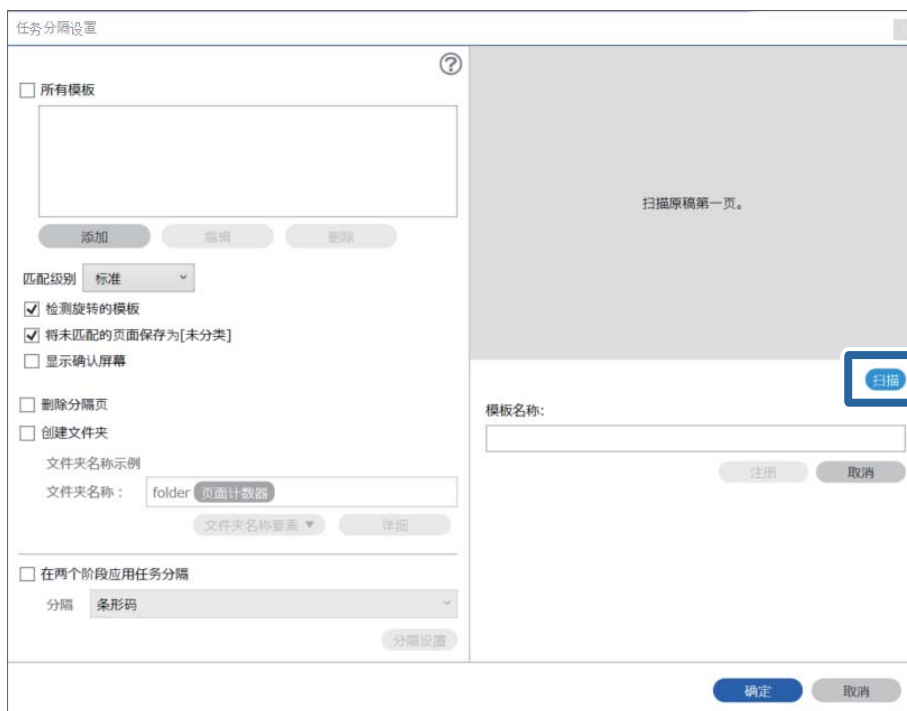 任务分隔设置
所有模板
添加 编辑 删除
匹配级别 标准
检测旋转的模板
将未匹配的页面保存为[未分类]
显示确认屏幕
删除分隔页
创建文件夹
文件夹名称示例
文件夹名称： folder 页面计数器
文件夹名称要素 详细
在两个阶段应用任务分隔
分隔 条形码
分隔设置
扫描原稿第一页。
扫描
模板名称:
注册 取消
确定 取消